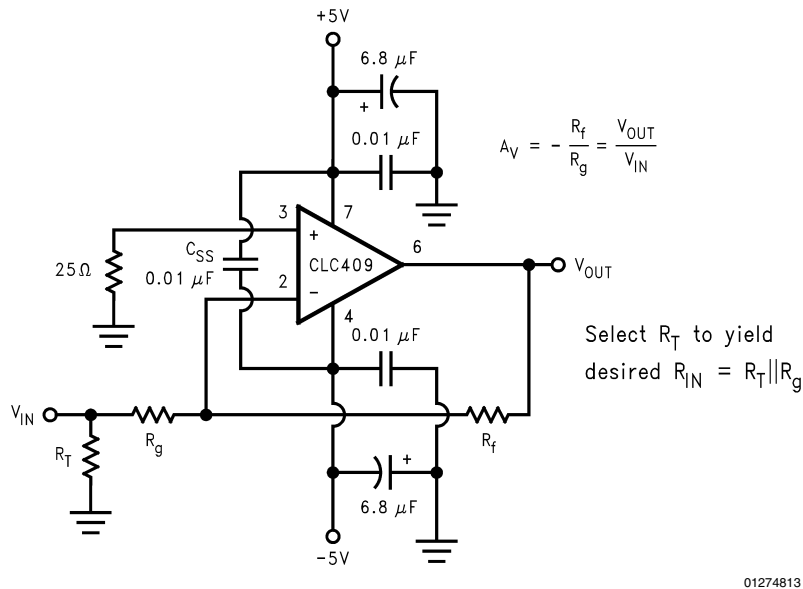 +5V
6.8 μF
+
0.01 μF
A_V = - R_f/R_g = V_OUT/V_IN
3
7
+
6
25Ω
C_SS
0.01 μF
CLC409
V_OUT
2
−
4
0.01 μF
Select R_T to yield
desired R_IN = R_T||R_g
V_IN
R_T
R_g
R_f
+
6.8 μF
-5V
01274813